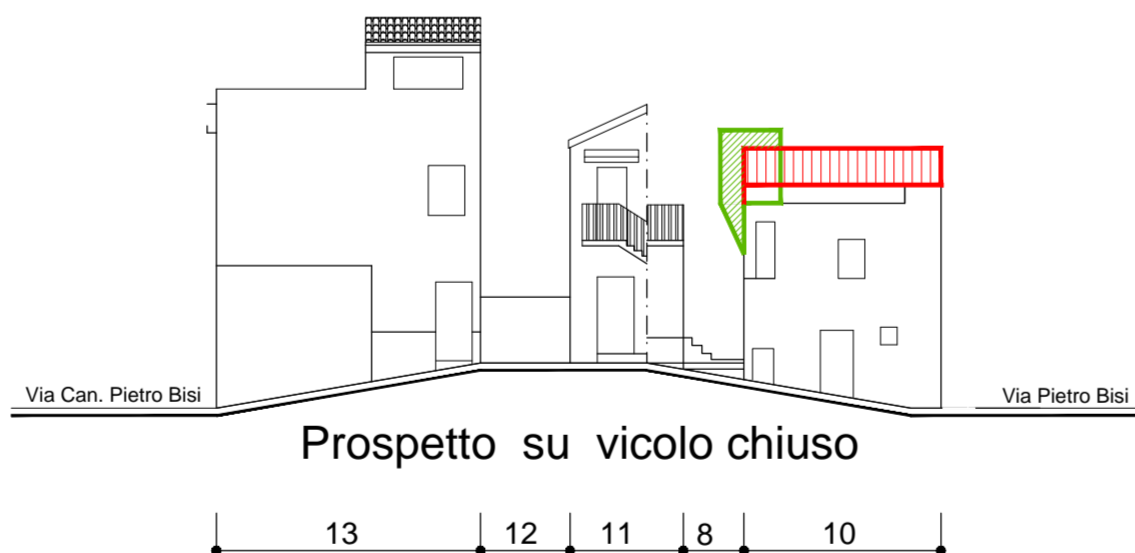 Via Can. Pietro Bisi
Via Pietro Bisi
Prospetto su vicolo chiuso
13 12 11 8 10